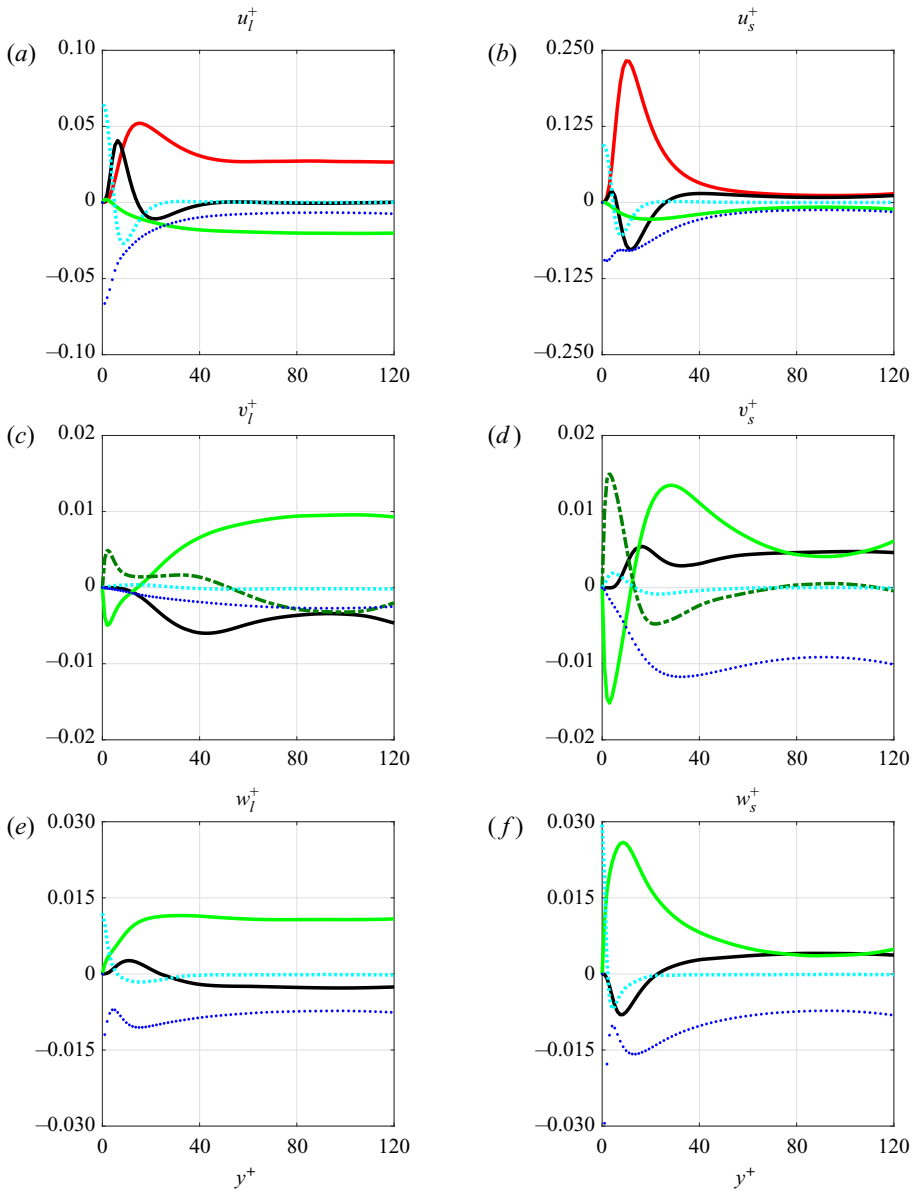 u_l^+ u_s^+
(a) (b)
0.10 0.250
0.05 0.125
0 0
–0.05 –0.125
–0.10 –0.250
0 40 80 120 0 40 80 120
v_l^+ v_s^+
(c) (d)
0.02 0.02
0.01 0.01
0 0
–0.01 –0.01
–0.02 –0.02
0 40 80 120 0 40 80 120
w_l^+ w_s^+
(e) (f)
0.030 0.030
0.015 0.015
0 0
–0.015 –0.015
–0.030 –0.030
0 40 80 120 0 40 80 120
y^+ y^+